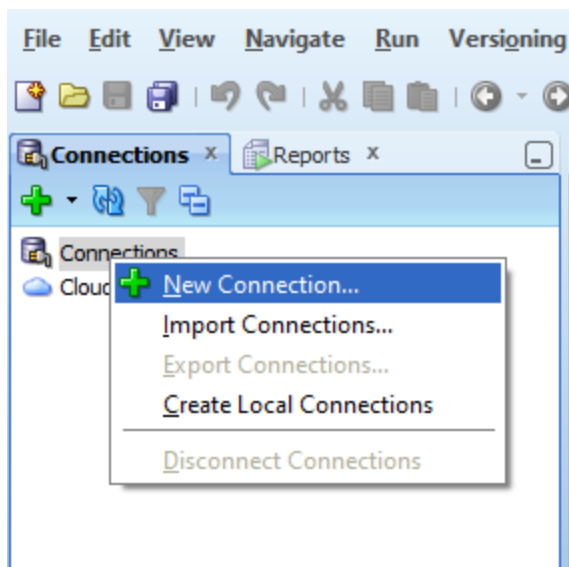 File Edit View Navigate Run Versioning
Connections x Reports x
Connections
Cloud
New Connection...
Import Connections...
Export Connections...
Create Local Connections
Disconnect Connections